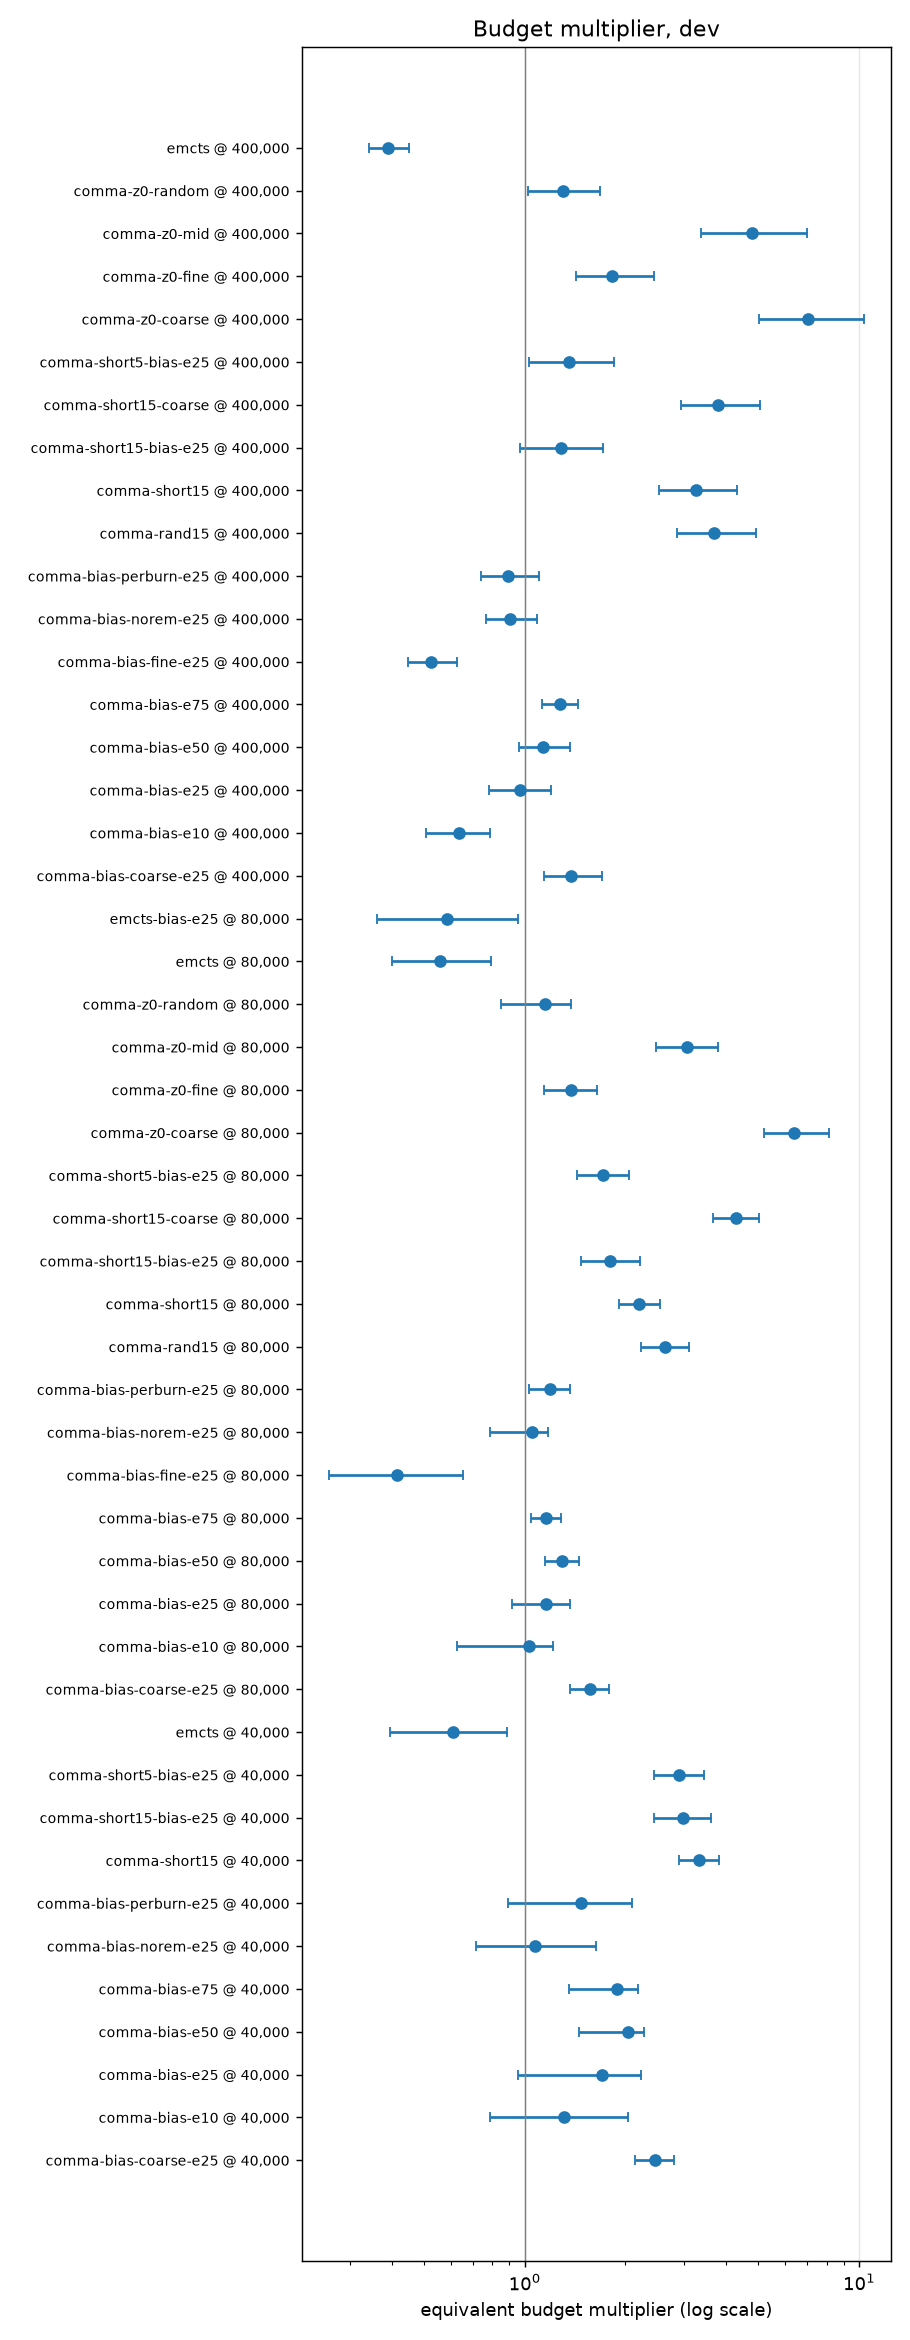 Budget multiplier, dev
emcts @ 400,000
comma-z0-random @ 400,000
comma-z0-mid @ 400,000
comma-z0-fine @ 400,000
comma-z0-coarse @ 400,000
comma-short5-bias-e25 @ 400,000
comma-short15-coarse @ 400,000
comma-short15-bias-e25 @ 400,000
comma-short15 @ 400,000
comma-rand15 @ 400,000
comma-bias-perburn-e25 @ 400,000
comma-bias-norem-e25 @ 400,000
comma-bias-fine-e25 @ 400,000
comma-bias-e75 @ 400,000
comma-bias-e50 @ 400,000
comma-bias-e25 @ 400,000
comma-bias-e10 @ 400,000
comma-bias-coarse-e25 @ 400,000
emcts-bias-e25 @ 80,000
emcts @ 80,000
comma-z0-random @ 80,000
comma-z0-mid @ 80,000
comma-z0-fine @ 80,000
comma-z0-coarse @ 80,000
comma-short5-bias-e25 @ 80,000
comma-short15-coarse @ 80,000
comma-short15-bias-e25 @ 80,000
comma-short15 @ 80,000
comma-rand15 @ 80,000
comma-bias-perburn-e25 @ 80,000
comma-bias-norem-e25 @ 80,000
comma-bias-fine-e25 @ 80,000
comma-bias-e75 @ 80,000
comma-bias-e50 @ 80,000
comma-bias-e25 @ 80,000
comma-bias-e10 @ 80,000
comma-bias-coarse-e25 @ 80,000
emcts @ 40,000
comma-short5-bias-e25 @ 40,000
comma-short15-bias-e25 @ 40,000
comma-short15 @ 40,000
comma-bias-perburn-e25 @ 40,000
comma-bias-norem-e25 @ 40,000
comma-bias-e75 @ 40,000
comma-bias-e50 @ 40,000
comma-bias-e25 @ 40,000
comma-bias-e10 @ 40,000
comma-bias-coarse-e25 @ 40,000
10⁰ 10¹
equivalent budget multiplier (log scale)